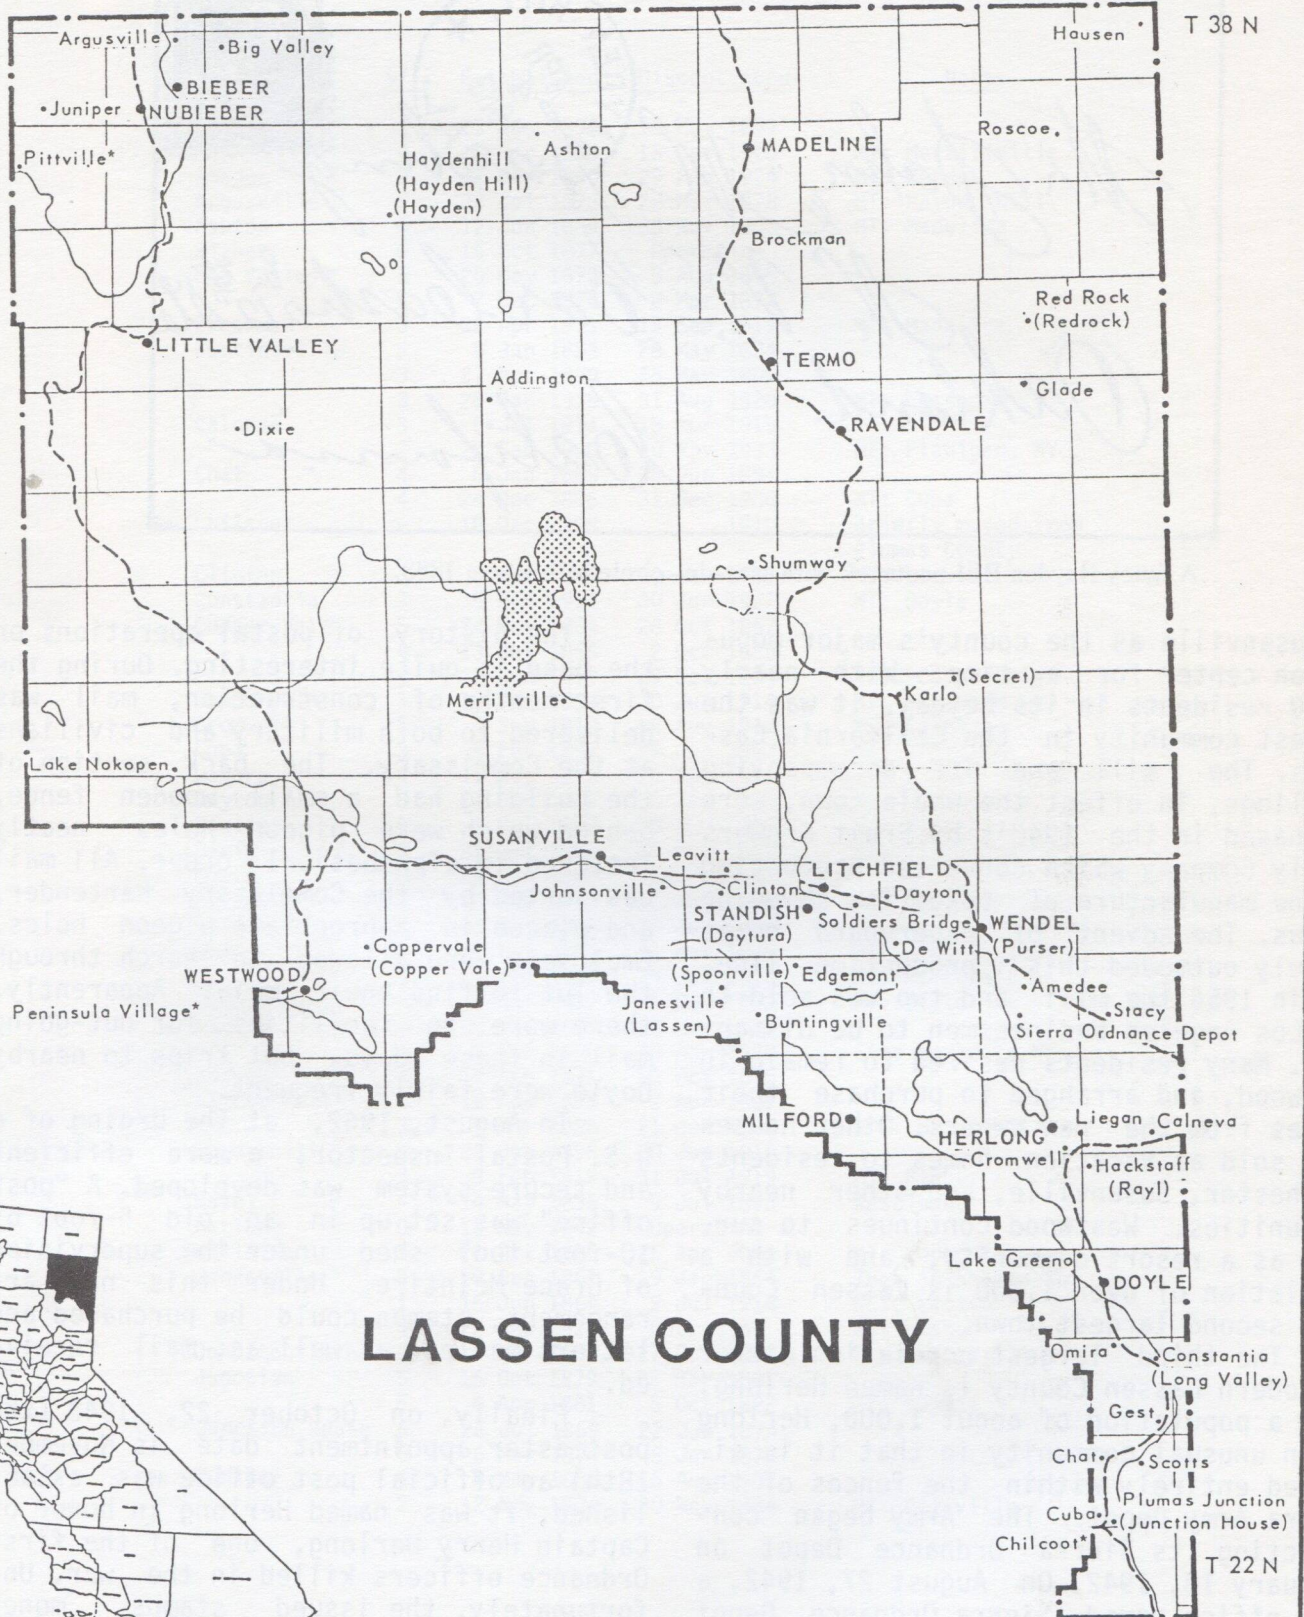 T 38 N
Argusville
Big Valley
Hausen
BIEBER
Juniper
NUBIEBER
Roscoe
Pittville*
Ashton
MADELINE
Haydenhill
(Hayden Hill)
(Hayden)
Brockman
Red Rock
(Redrock)
LITTLE VALLEY
TERMO
Addington
Glade
Dixie
RAVENDALE
Shumway
(Secret)
Karlo
Merrillville
Lake Nokopen
SUSANVILLE
Leavitt
LITCHFIELD
Johnsonville
Clinton
Dayton
STANDISH
(Daytura)
Soldiers Bridge
WENDEL
(Purser)
Coppervale
(Copper Vale)
De Witt
WESTWOOD
(Spoonville)
Edgemont
Amedee
Janesville
(Lassen)
Stacy
Peninsula Village*
Buntingville
Sierra Ordnance Depot
MILFORD
HERLONG
Liegan
Calneva
Cromwell
Hackstaff
(Rayl)
Lake Greeno
DOYLE
LASSEN COUNTY
Omira
Constantia
(Long Valley)
Gest
Chat
Scotts
Plumas Junction
(Junction House)
Cuba
Chilcoot
T 22 N